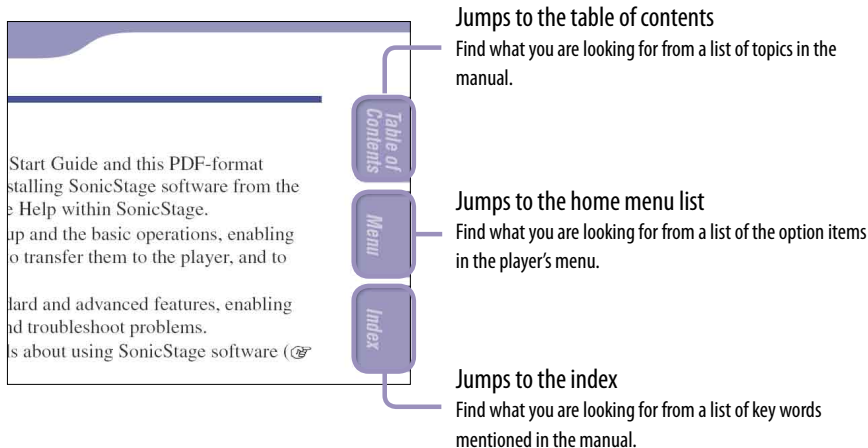 Start Guide and this PDF-format
stalling SonicStage software from the
e Help within SonicStage.
up and the basic operations, enabling
o transfer them to the player, and to
dard and advanced features, enabling
nd troubleshoot problems.
ls about using SonicStage software (☞
Table of
Contents
Menu
Index
Jumps to the table of contents
Find what you are looking for from a list of topics in the
manual.
Jumps to the home menu list
Find what you are looking for from a list of the option items
in the player’s menu.
Jumps to the index
Find what you are looking for from a list of key words
mentioned in the manual.